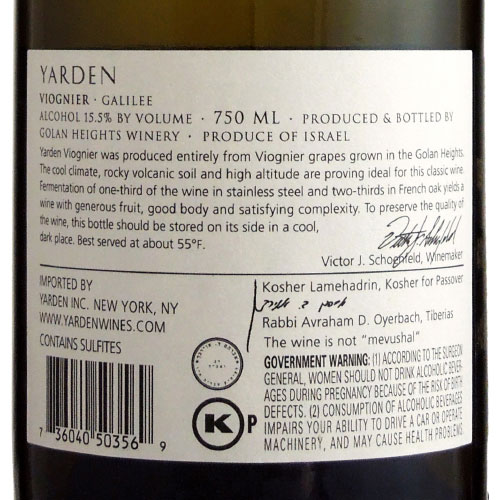 YARDEN
VIOGNIER · GALILEE
ALCOHOL 15.5% BY VOLUME · 750 ML · PRODUCED & BOTTLED BY
GOLAN HEIGHTS WINERY · PRODUCE OF ISRAEL
Yarden Viognier was produced entirely from Viognier grapes grown in the Golan Heights.
The cool climate, rocky volcanic soil and high altitude are proving ideal for this classic wine.
Fermentation of one-third of the wine in stainless steel and two-thirds in French oak yields a
wine with generous fruit, good body and satisfying complexity. To preserve the quality of
the wine, this bottle should be stored on its side in a cool,
dark place. Best served at about 55°F.
Victor J. Schoenfeld, Winemaker
IMPORTED BY
YARDEN INC. NEW YORK, NY
WWW.YARDENWINES.COM
CONTAINS SULFITES
7 36040 50356 9
Kosher Lamehadrin, Kosher for Passover
Rabbi Avraham D. Oyerbach, Tiberias
The wine is not "mevushal"
GOVERNMENT WARNING: (1) ACCORDING TO THE SURGEON
GENERAL, WOMEN SHOULD NOT DRINK ALCOHOLIC BEVER-
AGES DURING PREGNANCY BECAUSE OF THE RISK OF BIRTH
DEFECTS. (2) CONSUMPTION OF ALCOHOLIC BEVERAGES
IMPAIRS YOUR ABILITY TO DRIVE A CAR OR OPERATE
MACHINERY, AND MAY CAUSE HEALTH PROBLEMS.
K P